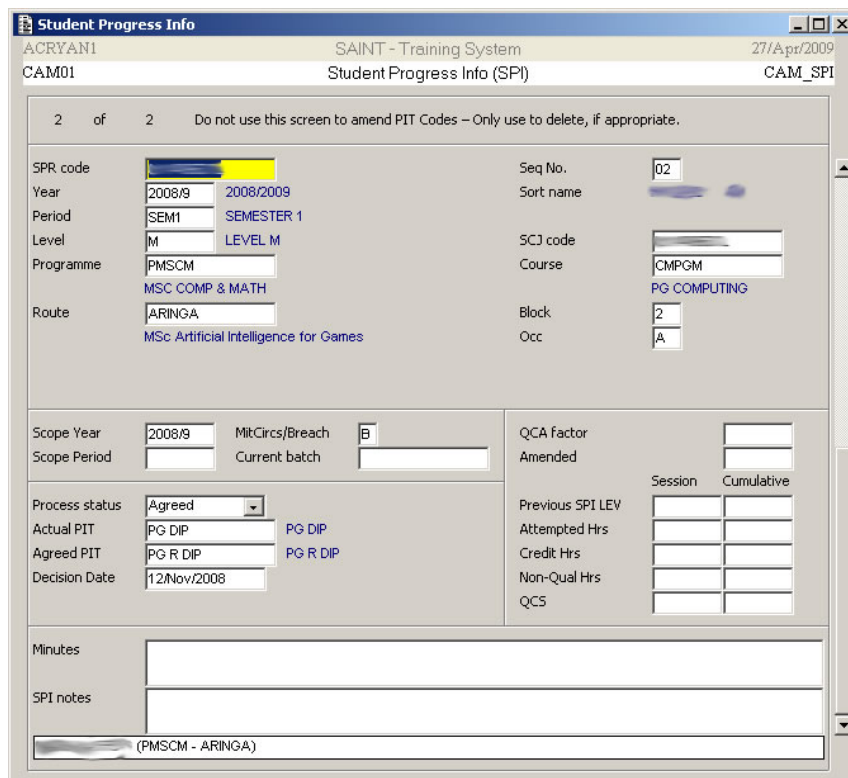 Student Progress Info
ACRYAN1 SAINT - Training System 27/Apr/2009
CAM01 Student Progress Info (SPI) CAM_SPI
2 of 2 Do not use this screen to amend PIT Codes – Only use to delete, if appropriate.
SPR code Seq No. 02
Year 2008/9 2008/2009 Sort name
Period SEM1 SEMESTER 1
Level M LEVEL M SCJ code
Programme PMSCM Course CMPGM
MSC COMP & MATH PG COMPUTING
Route ARINGA Block 2
MSc Artificial Intelligence for Games Occ A
Scope Year 2008/9 MitCircs/Breach B QCA factor
Scope Period Current batch Amended
Session Cumulative
Process status Agreed Previous SPI LEV
Actual PIT PG DIP PG DIP Attempted Hrs
Agreed PIT PG R DIP PG R DIP Credit Hrs
Decision Date 12/Nov/2008 Non-Qual Hrs
QCS
Minutes
SPI notes
(PMSCM - ARINGA)